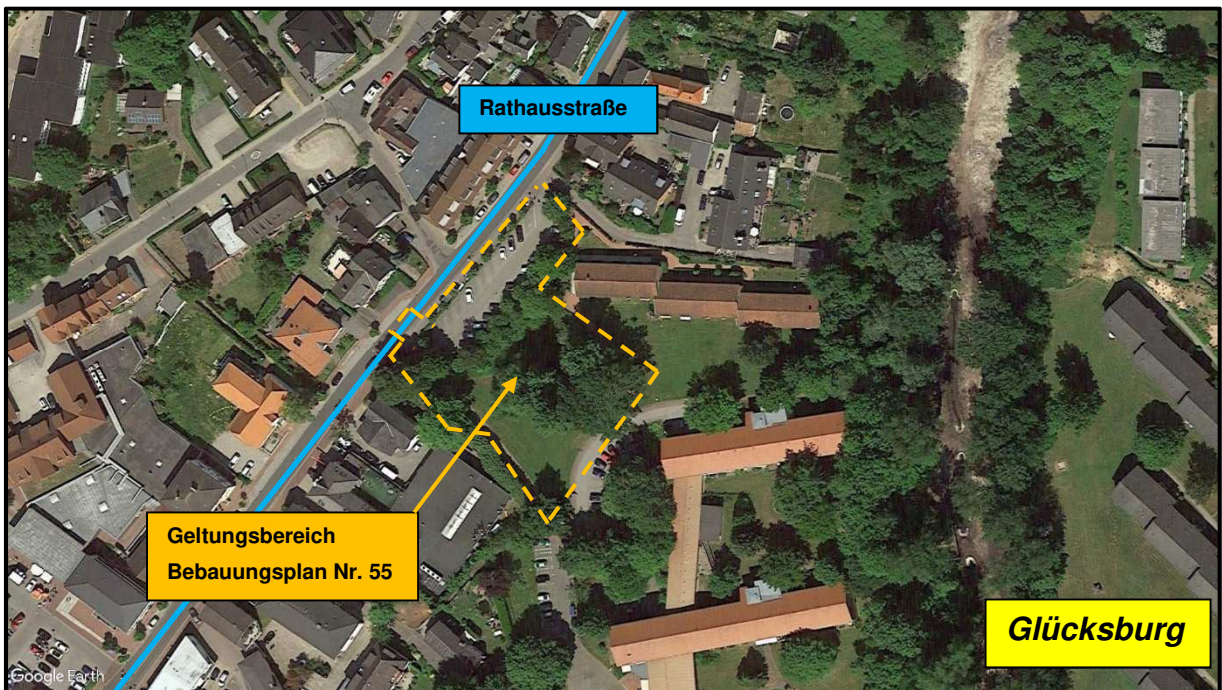 Rathausstraße
Geltungsbereich
Bebauungsplan Nr. 55
Glücksburg
Google Earth